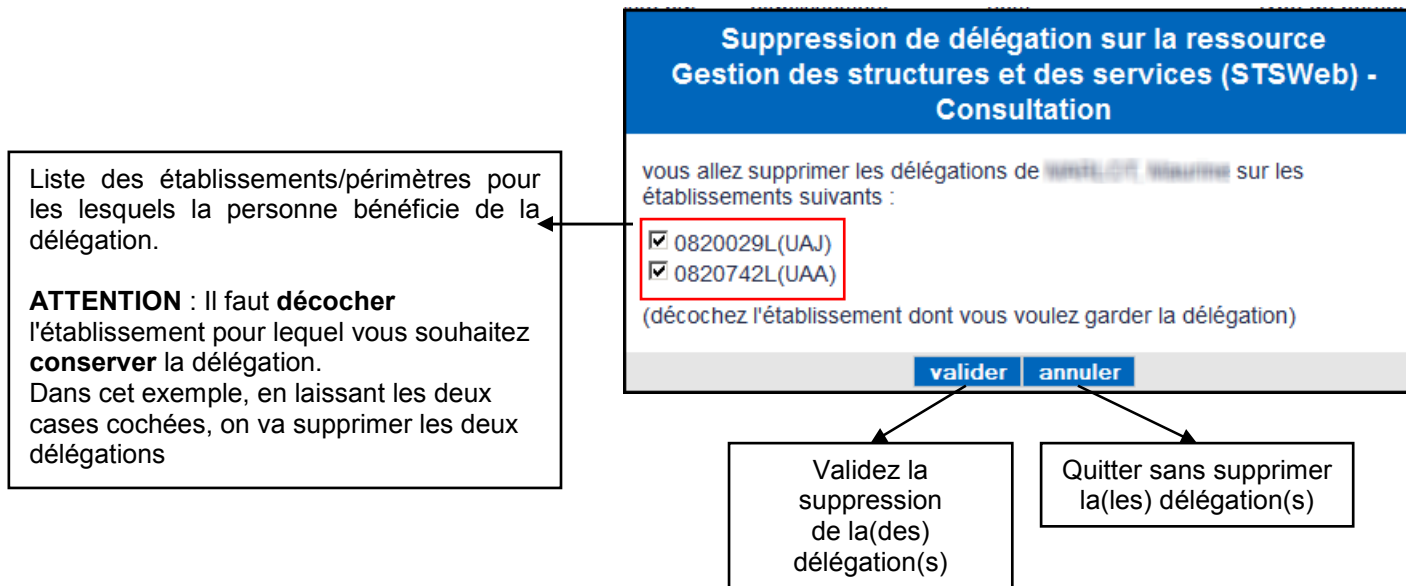 Suppression de délégation sur la ressource
Gestion des structures et des services (STSWeb) -
Consultation
vous allez supprimer les délégations de sur les
établissements suivants :
0820029L(UAJ)
0820742L(UAA)
(décochez l'établissement dont vous voulez garder la délégation)
valider annuler
Liste des établissements/périmètres pour
les lesquels la personne bénéficie de la
délégation.
ATTENTION : Il faut décocher
l'établissement pour lequel vous souhaitez
conserver la délégation.
Dans cet exemple, en laissant les deux
cases cochées, on va supprimer les deux
délégations
Validez la
suppression
de la(des)
délégation(s)
Quitter sans supprimer
la(les) délégation(s)